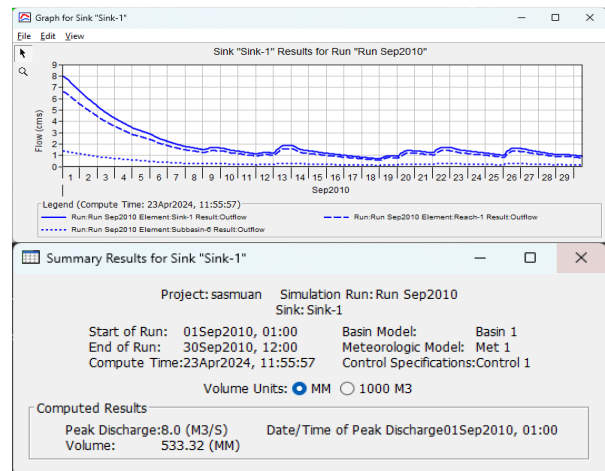 Graph for Sink "Sink-1"
File Edit View
Sink "Sink-1" Results for Run "Run Sep2010"
9
8
7
6
5
4
3
2
1
0
Flow (cms)
1 2 3 4 5 6 7 8 9 10 11 12 13 14 15 16 17 18 19 20 21 22 23 24 25 26 27 28 29
Sep2010
Legend (Compute Time: 23Apr2024, 11:55:57)
Run:Run Sep2010 Element:Sink-1 Result:Outflow Run:Run Sep2010 Element:Reach-1 Result:Outflow
Run:Run Sep2010 Element:Subbasin-6 Result:Outflow
Summary Results for Sink "Sink-1"
Project: sasmuan Simulation Run: Run Sep2010
Sink: Sink-1
Start of Run: 01Sep2010, 01:00 Basin Model: Basin 1
End of Run: 30Sep2010, 12:00 Meteorologic Model: Met 1
Compute Time:23Apr2024, 11:55:57 Control Specifications:Control 1
Volume Units: MM 1000 M3
Computed Results
Peak Discharge:8.0 (M3/S) Date/Time of Peak Discharge01Sep2010, 01:00
Volume: 533.32 (MM)